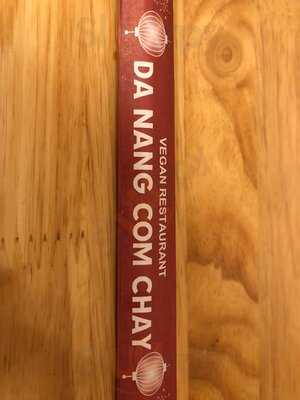 VEGAN RESTAURANT
DA NANG COM CHAY